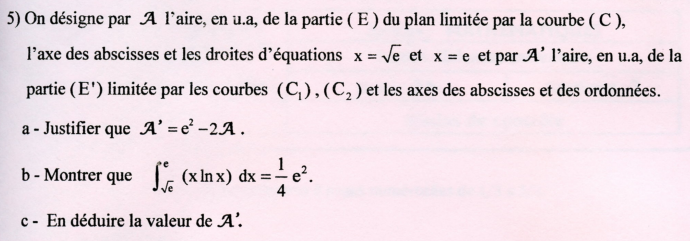 5) On désigne par 𝒜 l'aire, en u.a, de la partie ( E ) du plan limitée par la courbe ( C ),
l'axe des abscisses et les droites d'équations x = √e et x = e et par 𝒜' l'aire, en u.a, de la
partie (E') limitée par les courbes (C₁) , (C₂) et les axes des abscisses et des ordonnées.
a - Justifier que 𝒜' = e² − 2𝒜 .
b - Montrer que ∫_{√e}^{e} (x ln x) dx = 1/4 e².
c - En déduire la valeur de 𝒜'.